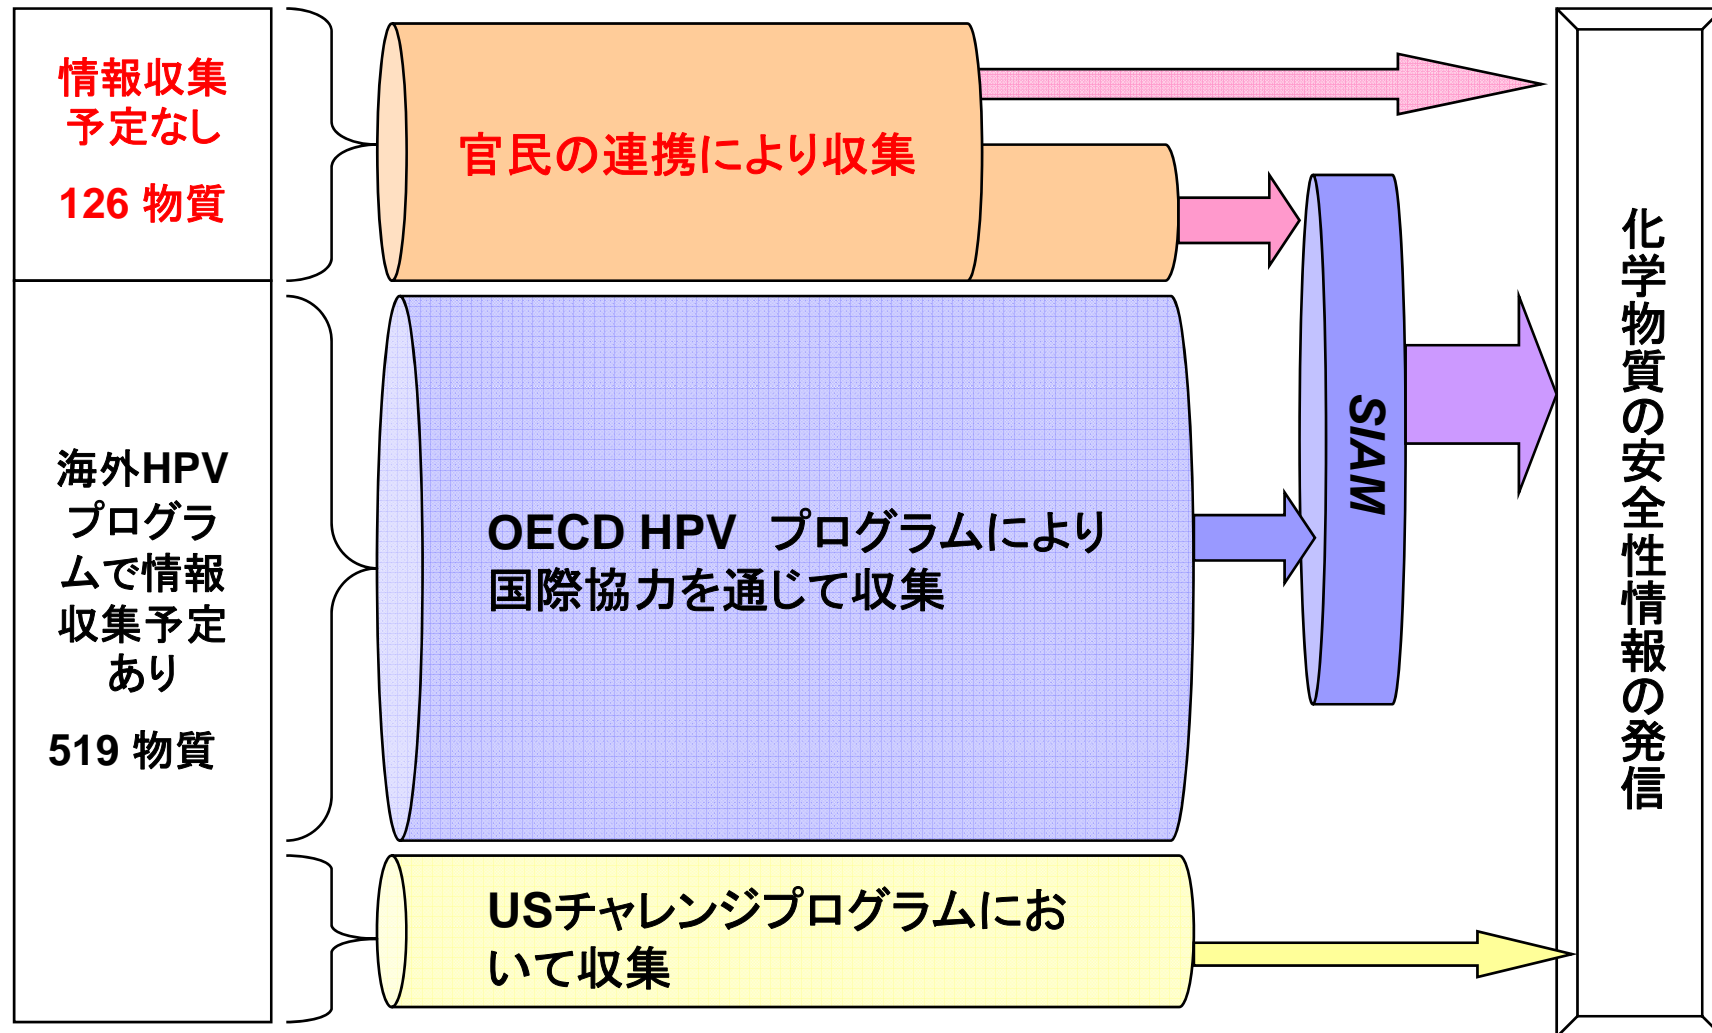 情報収集
予定なし
126 物質
官民の連携により収集
海外HPV
プログラ
ムで情報
収集予定
あり
519 物質
OECD HPV　プログラムにより
国際協力を通じて収集
USチャレンジプログラムにお
いて収集
SIAM
化学物質の安全性情報の発信